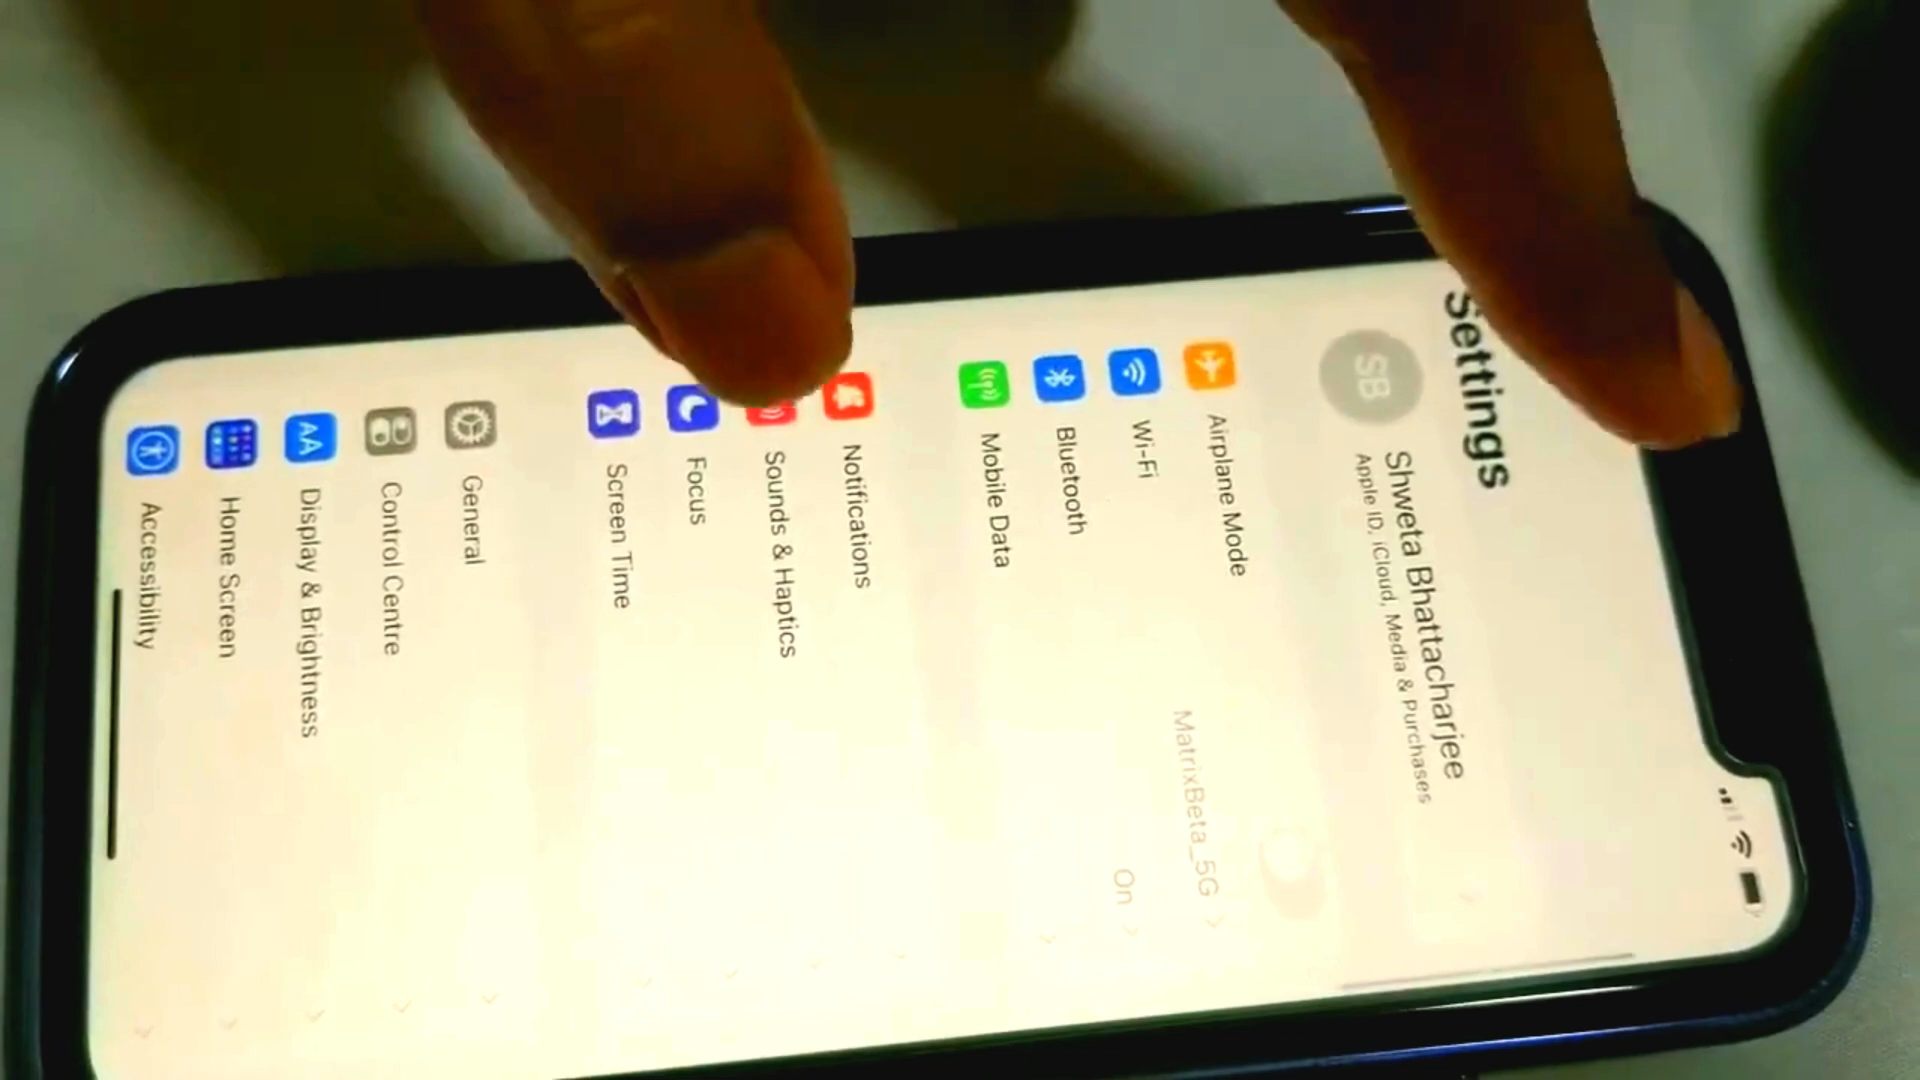 Settings
SB
Shweta Bhattacharjee
Apple ID, iCloud, Media & Purchases
Airplane Mode
Wi-Fi MatrixBeta_5G
Bluetooth On
Mobile Data
Notifications
Sounds & Haptics
Focus
Screen Time
General
Control Centre
AA Display & Brightness
Home Screen
Accessibility